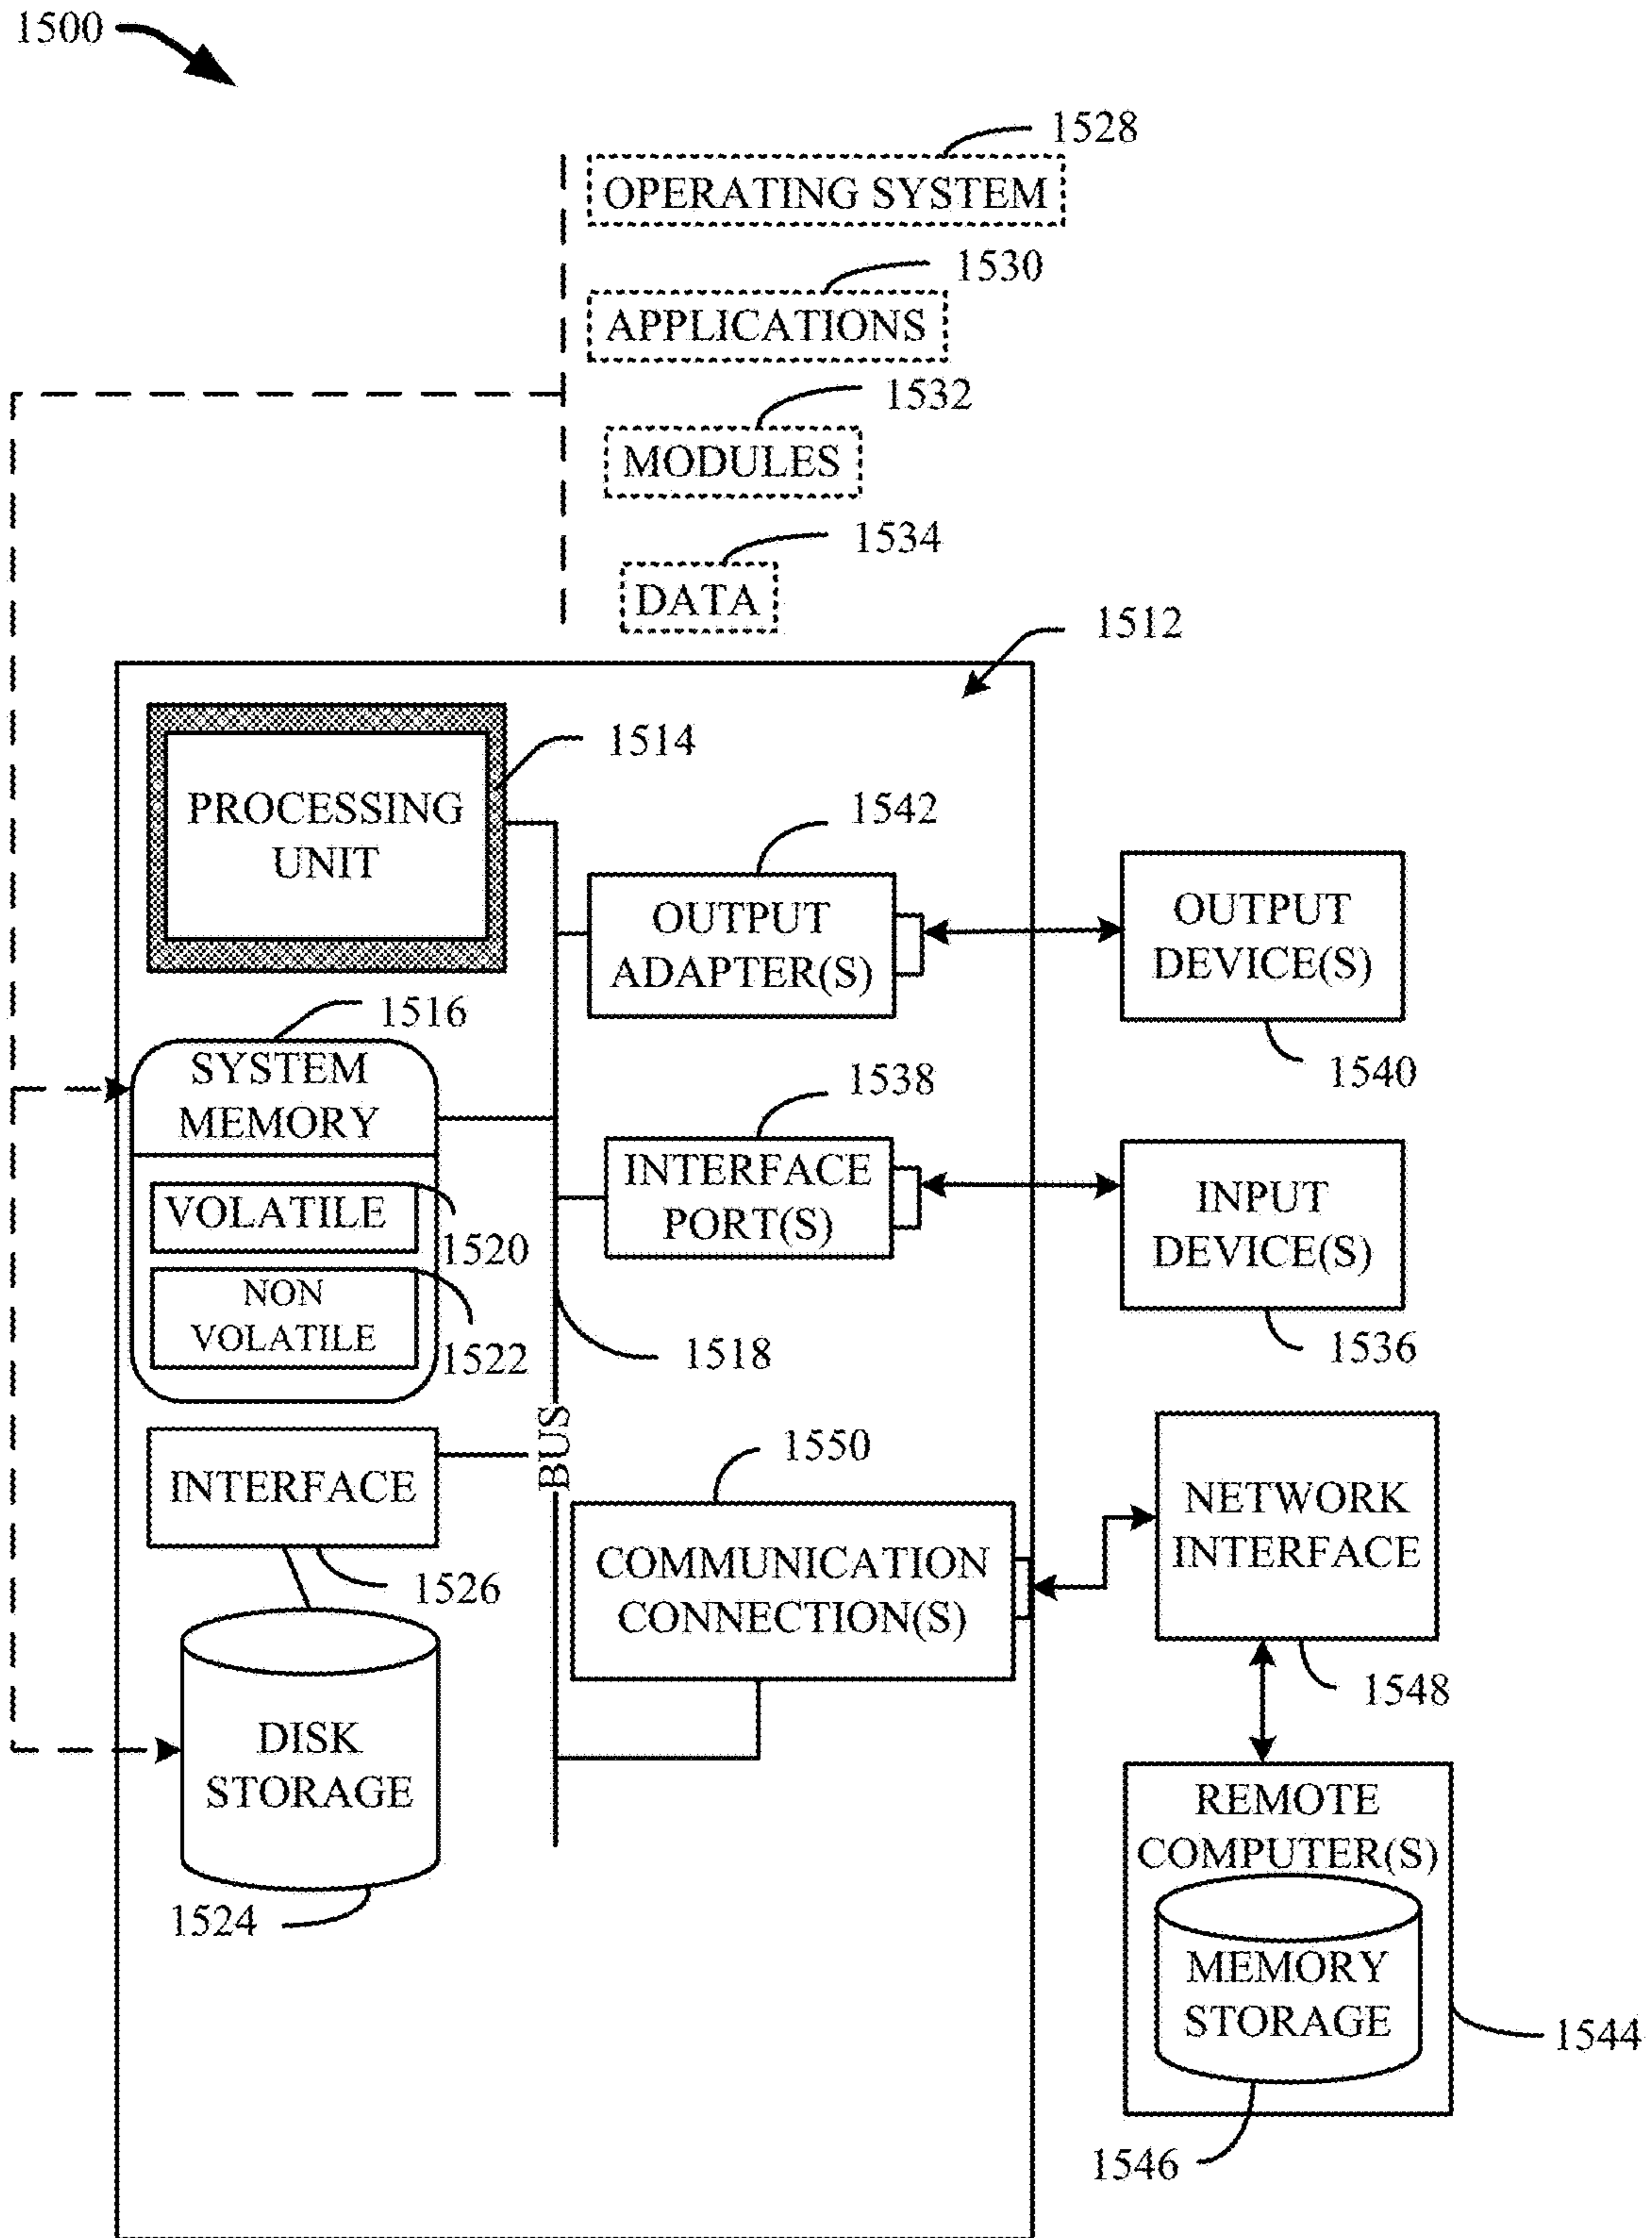 1500
1528
OPERATING SYSTEM
1530
APPLICATIONS
1532
MODULES
1534
DATA
1512
PROCESSING
UNIT
1514
1542
OUTPUT
ADAPTER(S)
OUTPUT
DEVICE(S)
1540
1516
SYSTEM
MEMORY
VOLATILE
1520
NON
VOLATILE
1522
1538
INTERFACE
PORT(S)
INPUT
DEVICE(S)
1536
1518
BUS
INTERFACE
1526
1550
COMMUNICATION
CONNECTION(S)
NETWORK
INTERFACE
1548
DISK
STORAGE
1524
REMOTE
COMPUTER(S)
MEMORY
STORAGE
1544
1546